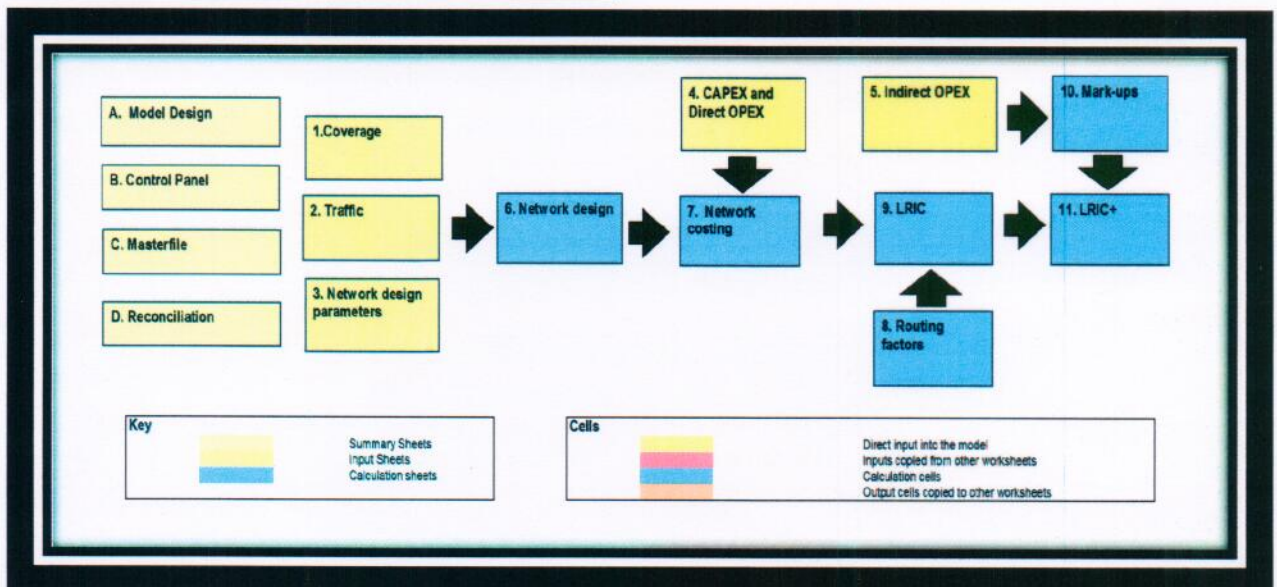 A. Model Design
B. Control Panel
C. Masterfile
D. Reconciliation
1.Coverage
2. Traffic
3. Network design
parameters
6. Network design
4. CAPEX and
Direct OPEX
7. Network
costing
5. Indirect OPEX
9. LRIC
8. Routing
factors
10. Mark-ups
11. LRIC+
Key
Summary Sheets
Input Sheets
Calculation sheets
Cells
Direct input into the model
Inputs copied from other worksheets
Calculation cells
Output cells copied to other worksheets